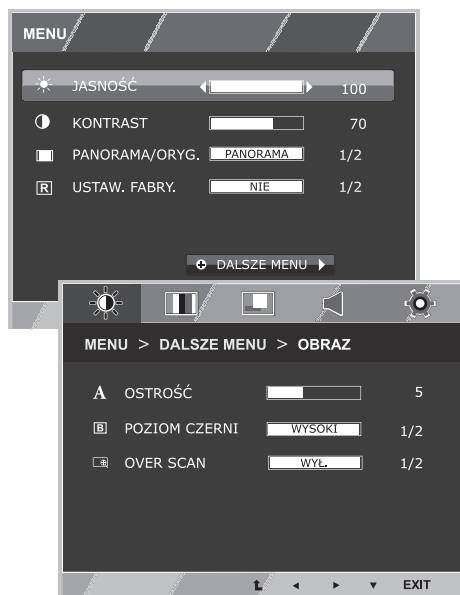 MENU
JASNOŚĆ 100
KONTRAST 70
PANORAMA/ORYG. PANORAMA 1/2
R USTAW. FABRY. NIE 1/2
DALSZE MENU
MENU > DALSZE MENU > OBRAZ
A OSTROŚĆ 5
B POZIOM CZERNI WYSOKI 1/2
OVER SCAN WYŁ. 1/2
EXIT